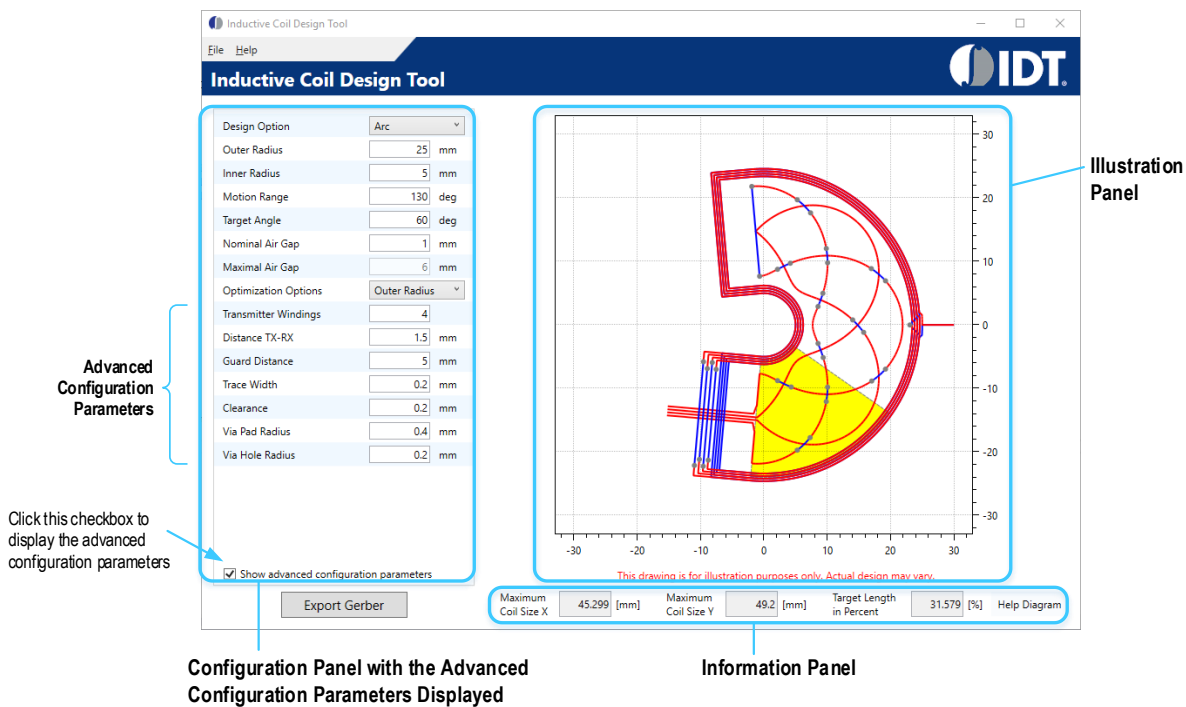 Inductive Coil Design Tool
File Help
Inductive Coil Design Tool
IDT.
Design Option Arc
Outer Radius 25 mm
Inner Radius 5 mm
Motion Range 130 deg
Target Angle 60 deg
Nominal Air Gap 1 mm
Maximal Air Gap 6 mm
Optimization Options Outer Radius
Transmitter Windings 4
Distance TX-RX 1.5 mm
Guard Distance 5 mm
Trace Width 0.2 mm
Clearance 0.2 mm
Via Pad Radius 0.4 mm
Via Hole Radius 0.2 mm
Show advanced configuration parameters
Export Gerber
Advanced
Configuration
Parameters
Click this checkbox to
display the advanced
configuration parameters
30
20
10
0
-10
-20
-30
-30 -20 -10 0 10 20 30
This drawing is for illustration purposes only. Actual design may vary.
Illustration
Panel
Maximum
Coil Size X 45.299 [mm]
Maximum
Coil Size Y 49.2 [mm]
Target Length
in Percent 31.579 [%]
Help Diagram
Configuration Panel with the Advanced
Configuration Parameters Displayed
Information Panel